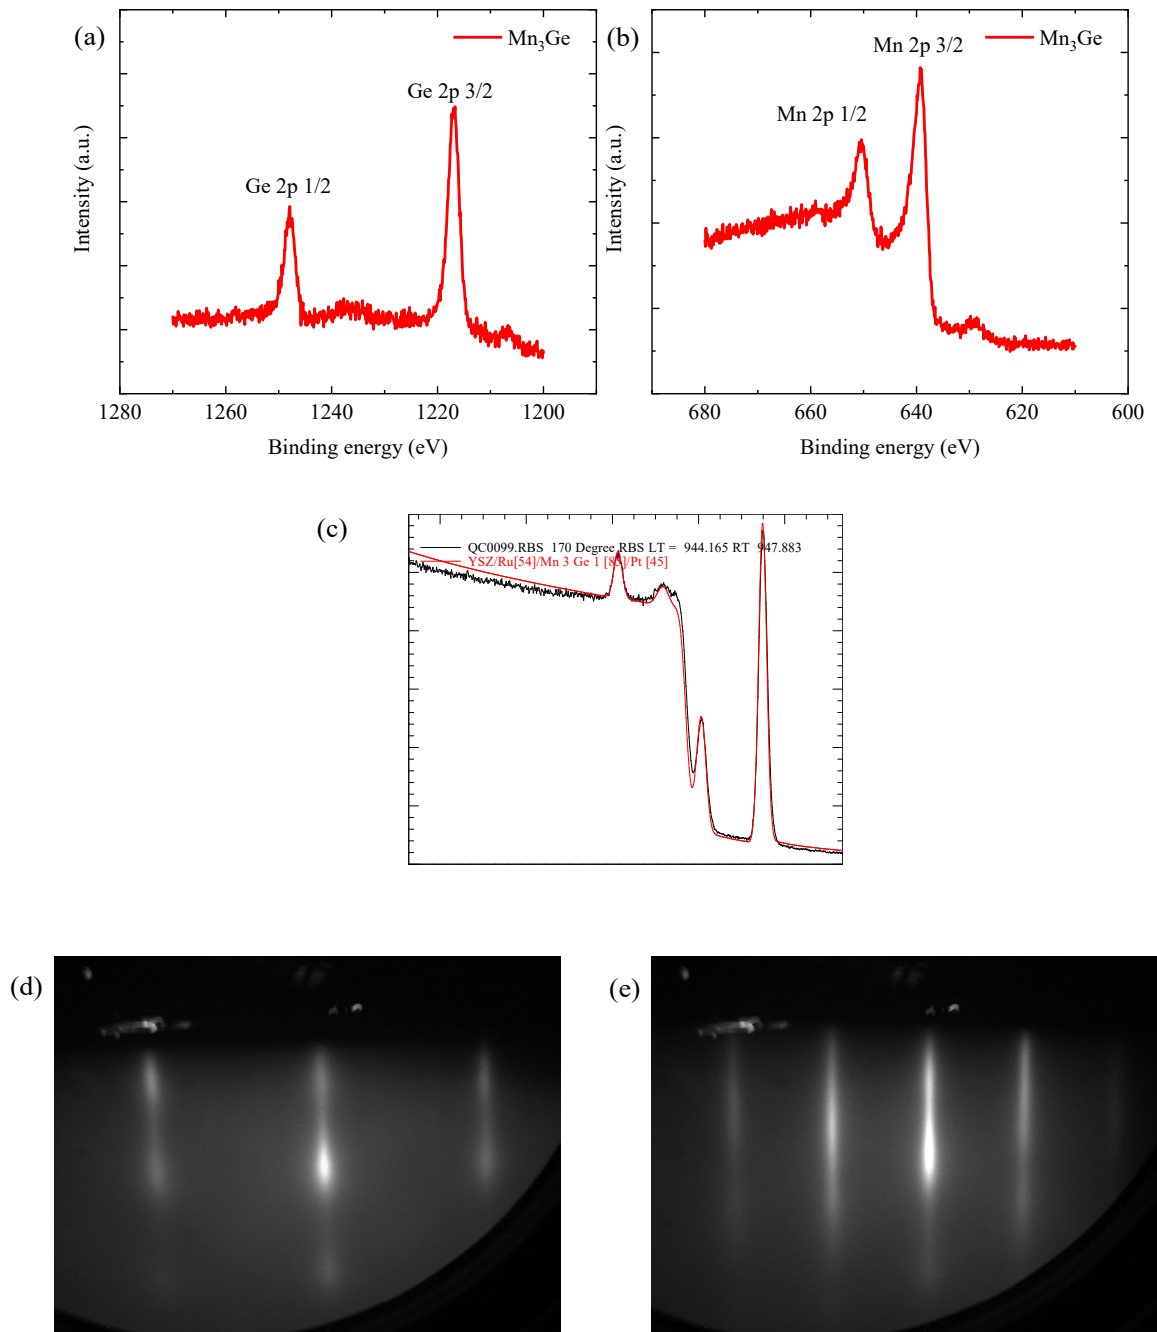 (a)
Mn3Ge
Ge 2p 3/2
Ge 2p 1/2
Intensity (a.u.)
1280 1260 1240 1220 1200
Binding energy (eV)
(b)
Mn 2p 3/2
Mn3Ge
Mn 2p 1/2
Intensity (a.u.)
680 660 640 620 600
Binding energy (eV)
(c)
QC0099.RBS 170 Degree RBS LT = 944.165 RT 947.883
YSZ/Ru[54]/Mn 3 Ge 1 /Pt [45]
(d)
(e)